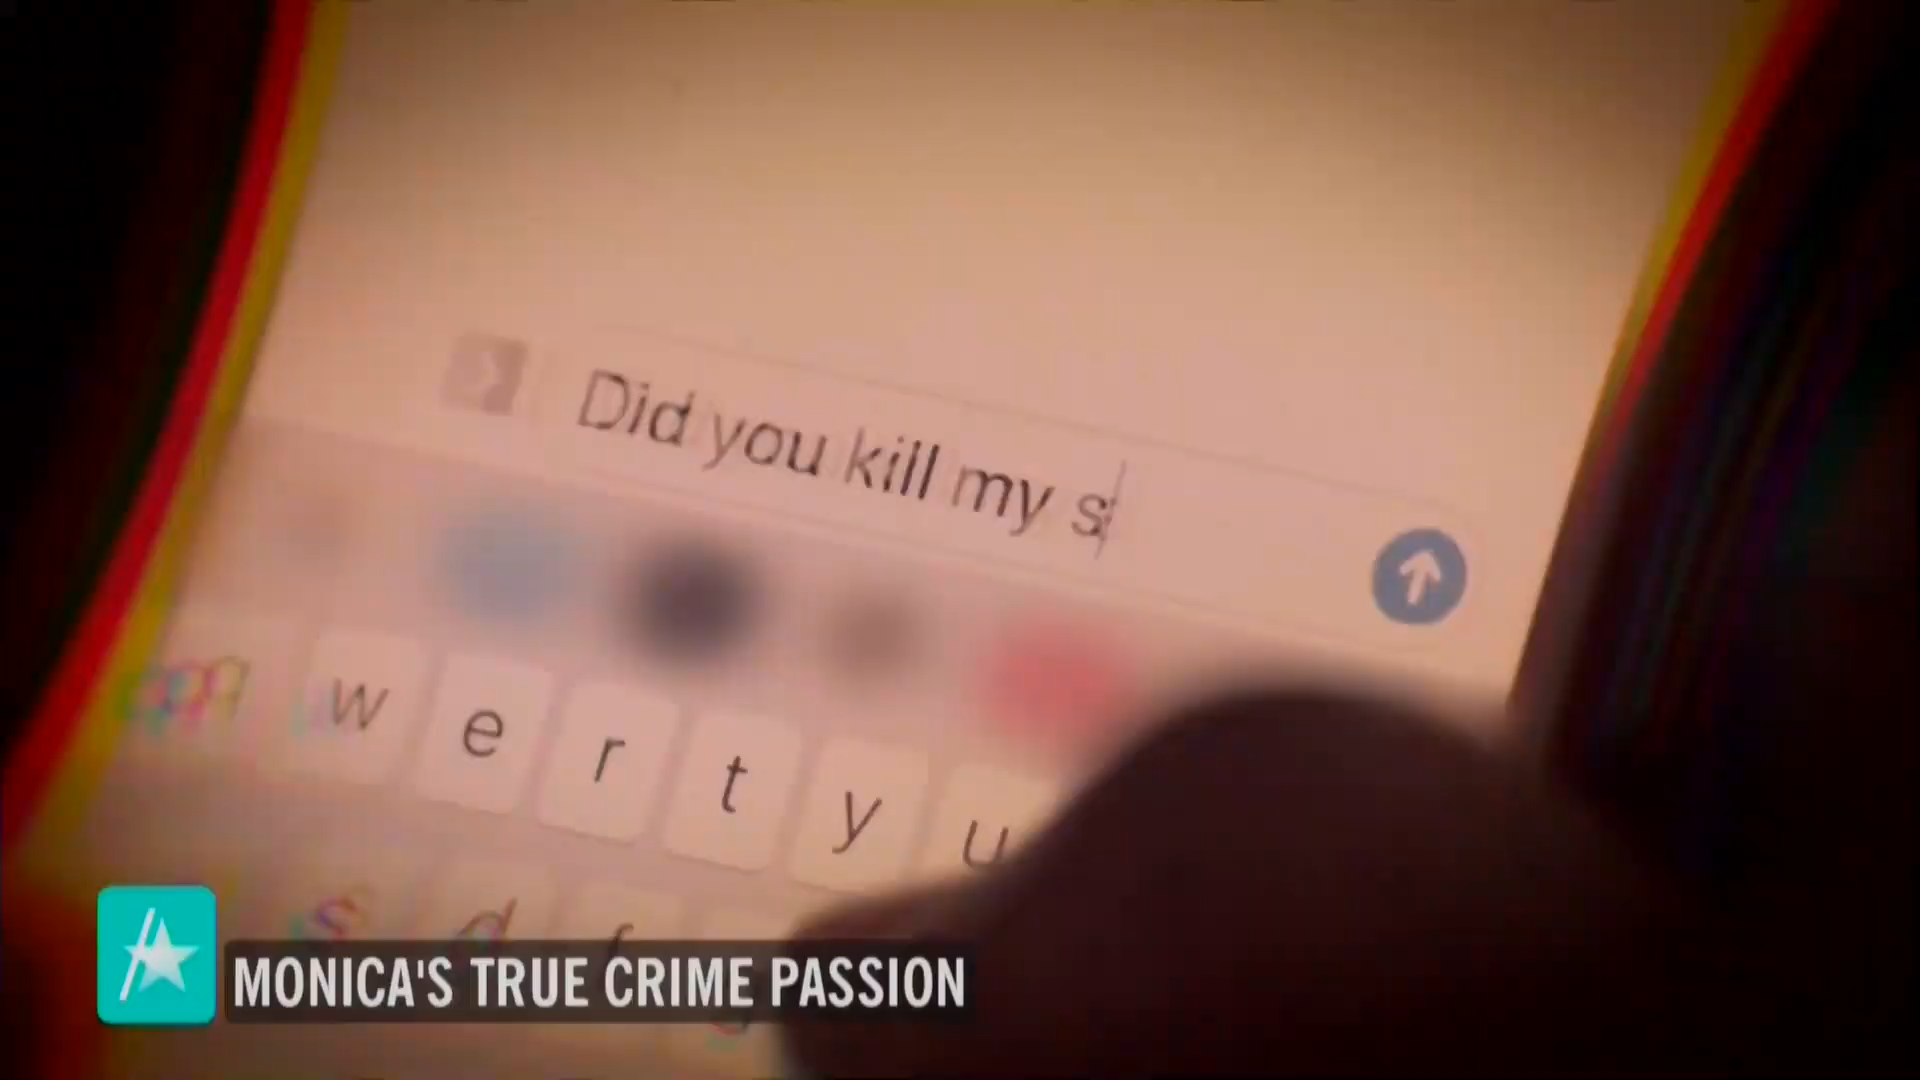 Did you kill my s
w e r t y u
s d f
MONICA'S TRUE CRIME PASSION